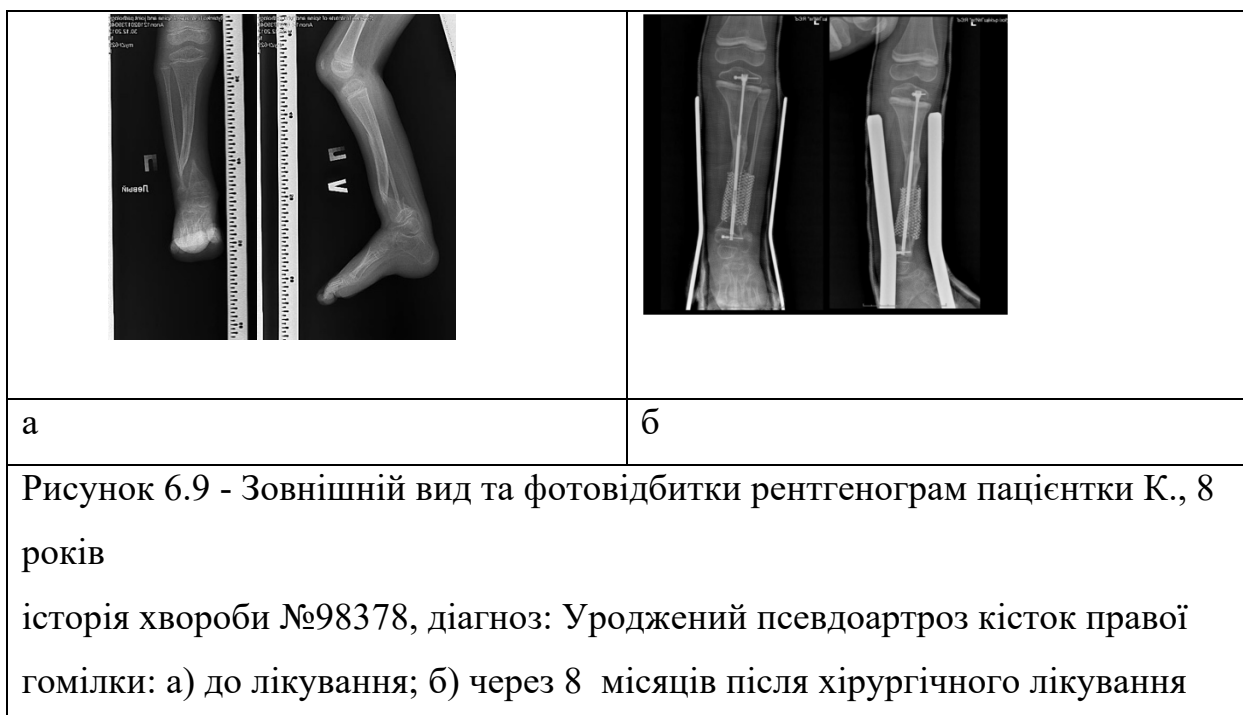 Левый
а
б
Рисунок 6.9 - Зовнішній вид та фотовідбитки рентгенограм пацієнтки К., 8
років
історія хвороби №98378, діагноз: Уроджений псевдоартроз кісток правої
гомілки: а) до лікування; б) через 8 місяців після хірургічного лікування